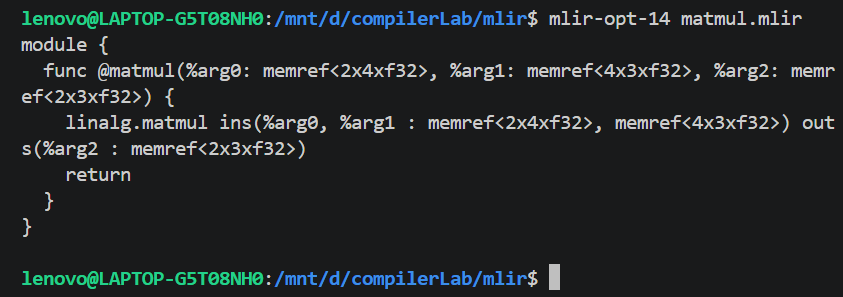 lenovo@LAPTOP-G5T08NH0:/mnt/d/compilerLab/mlir$ mlir-opt-14 matmul.mlir
module {
  func @matmul(%arg0: memref<2x4xf32>, %arg1: memref<4x3xf32>, %arg2: memr
ef<2x3xf32>) {
    linalg.matmul ins(%arg0, %arg1 : memref<2x4xf32>, memref<4x3xf32>) out
s(%arg2 : memref<2x3xf32>)
    return
  }
}
lenovo@LAPTOP-G5T08NH0:/mnt/d/compilerLab/mlir$